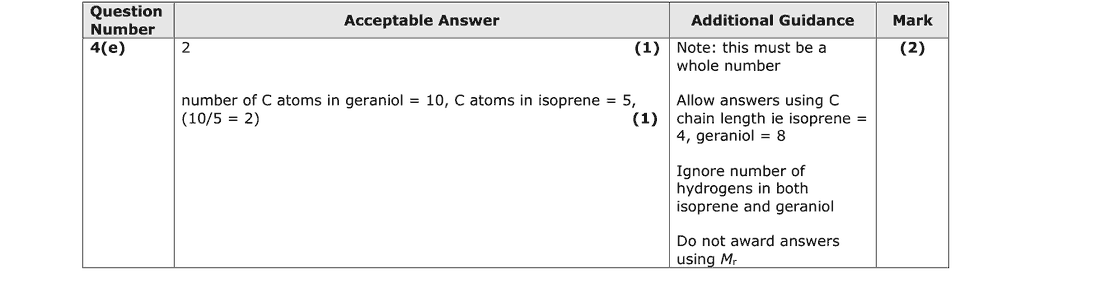 Question Number
Acceptable Answer
Additional Guidance
Mark
4(e)
2 (1)
number of C atoms in geraniol = 10, C atoms in isoprene = 5,
(10/5 = 2) (1)
Note: this must be a
whole number
Allow answers using C
chain length ie isoprene =
4, geraniol = 8
Ignore number of
hydrogens in both
isoprene and geraniol
Do not award answers
using Mr
(2)